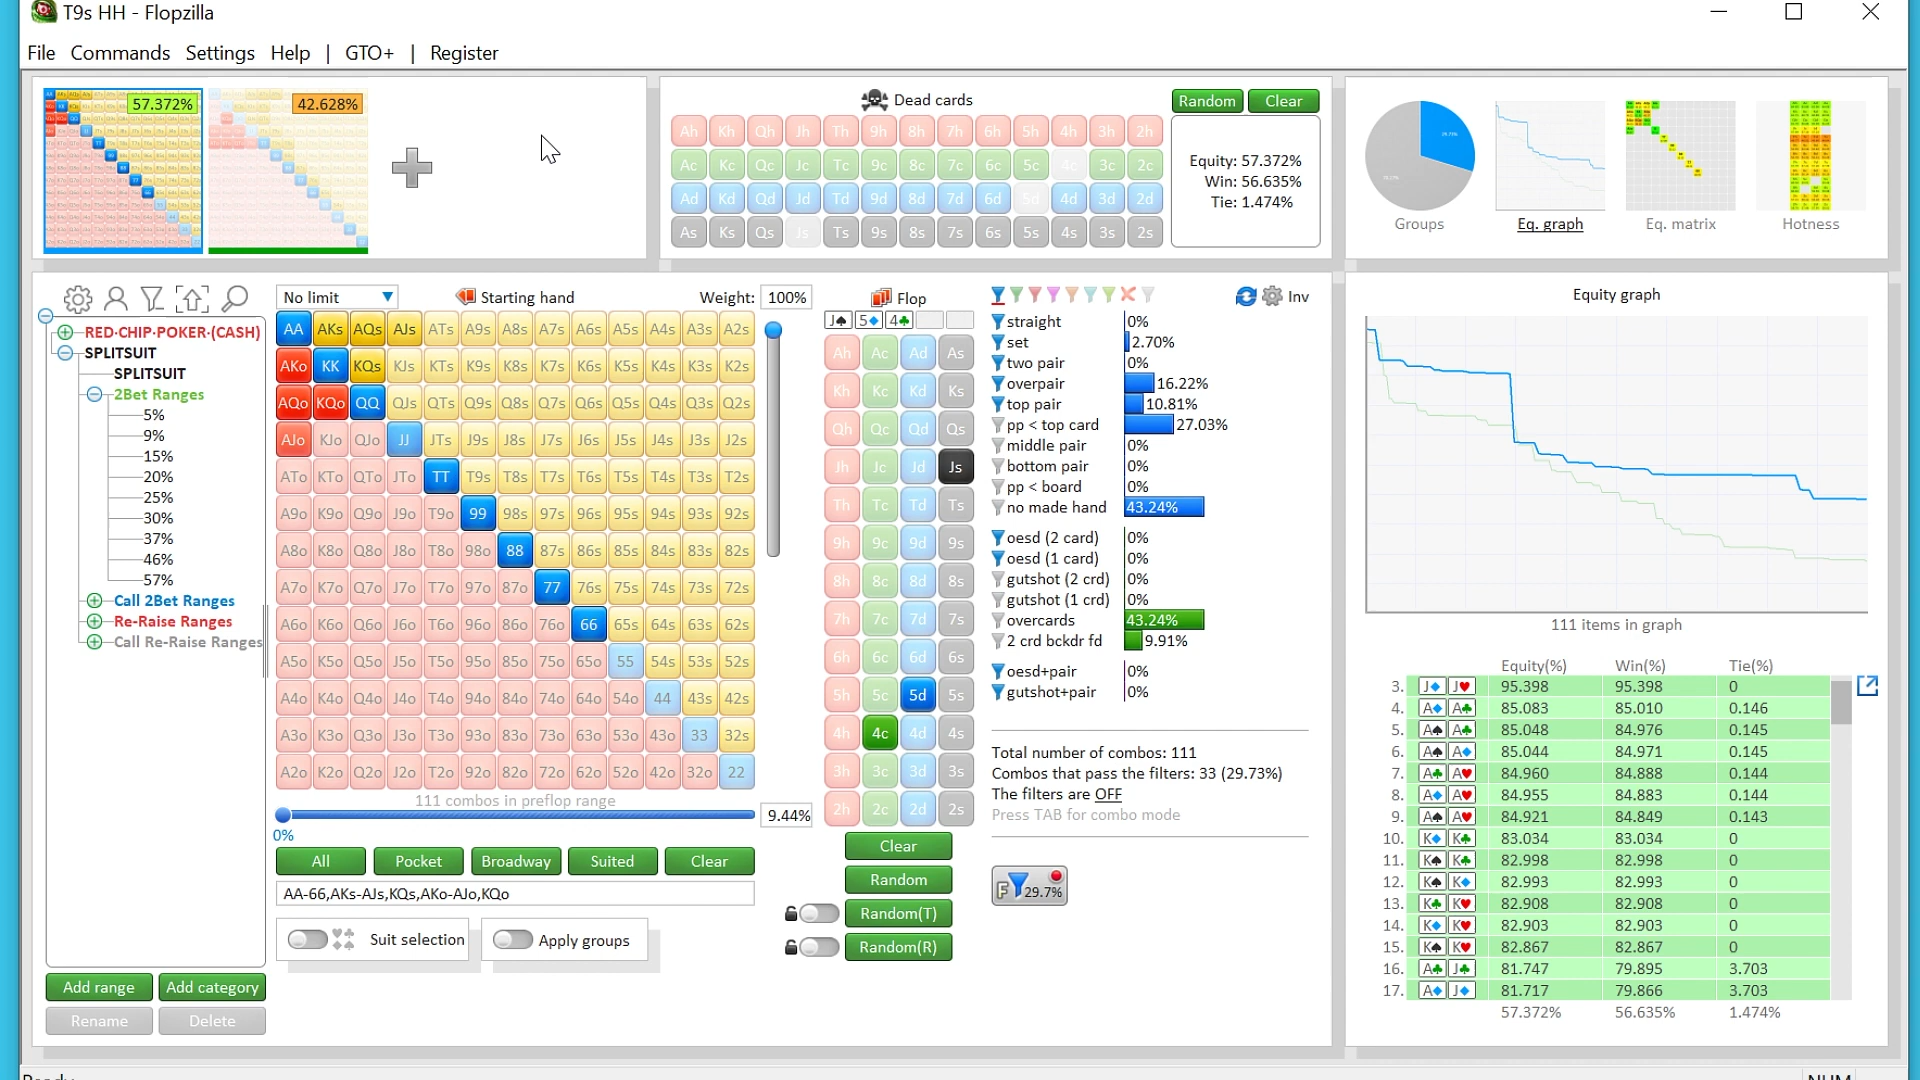 T9s HH - Flopzilla
File Commands Settings Help | GTO+ | Register
57.372%
42.628%
Dead cards
Random Clear
Ah Kh Qh Jh Th 9h 8h 7h 6h 5h 4h 3h 2h
Ac Kc Qc Jc Tc 9c 8c 7c 6c 5c 4c 3c 2c
Ad Kd Qd Jd Td 9d 8d 7d 6d 5d 4d 3d 2d
As Ks Qs Js Ts 9s 8s 7s 6s 5s 4s 3s 2s
Equity: 57.372%
Win: 56.635%
Tie: 1.474%
Groups Eq. graph Eq. matrix Hotness
RED·CHIP·POKER·(CASH)
SPLITSUIT
SPLITSUIT
2Bet Ranges
5%
9%
15%
20%
25%
30%
37%
46%
57%
Call 2Bet Ranges
Re-Raise Ranges
Call Re-Raise Ranges
Add range Add category
Rename Delete
No limit Starting hand Weight: 100%
AA AKs AQs AJs ATs A9s A8s A7s A6s A5s A4s A3s A2s
AKo KK KQs KJs KTs K9s K8s K7s K6s K5s K4s K3s K2s
AQo KQo QQ QJs QTs Q9s Q8s Q7s Q6s Q5s Q4s Q3s Q2s
AJo KJo QJo JJ JTs J9s J8s J7s J6s J5s J4s J3s J2s
ATo KTo QTo JTo TT T9s T8s T7s T6s T5s T4s T3s T2s
A9o K9o Q9o J9o T9o 99 98s 97s 96s 95s 94s 93s 92s
A8o K8o Q8o J8o T8o 98o 88 87s 86s 85s 84s 83s 82s
A7o K7o Q7o J7o T7o 97o 87o 77 76s 75s 74s 73s 72s
A6o K6o Q6o J6o T6o 96o 86o 76o 66 65s 64s 63s 62s
A5o K5o Q5o J5o T5o 95o 85o 75o 65o 55 54s 53s 52s
A4o K4o Q4o J4o T4o 94o 84o 74o 64o 54o 44 43s 42s
A3o K3o Q3o J3o T3o 93o 83o 73o 63o 53o 43o 33 32s
A2o K2o Q2o J2o T2o 92o 82o 72o 62o 52o 42o 32o 22
111 combos in preflop range
9.44%
0%
All Pocket Broadway Suited Clear
AA-66,AKs-AJs,KQs,AKo-AJo,KQo
Suit selection Apply groups
Flop
J♠ 5♦ 4♣
Ah Ac Ad As
Kh Kc Kd Ks
Qh Qc Qd Qs
Jh Jc Jd Js
Th Tc Td Ts
9h 9c 9d 9s
8h 8c 8d 8s
7h 7c 7d 7s
6h 6c 6d 6s
5h 5c 5d 5s
4h 4c 4d 4s
3h 3c 3d 3s
2h 2c 2d 2s
Clear
Random
Random(T)
Random(R)
Inv
straight 0%
set 2.70%
two pair 0%
overpair 16.22%
top pair 10.81%
pp < top card 27.03%
middle pair 0%
bottom pair 0%
pp < board 0%
no made hand 43.24%
oesd (2 card) 0%
oesd (1 card) 0%
gutshot (2 crd) 0%
gutshot (1 crd) 0%
overcards 43.24%
2 crd bckdr fd 9.91%
oesd+pair 0%
gutshot+pair 0%
Total number of combos: 111
Combos that pass the filters: 33 (29.73%)
The filters are OFF
Press TAB for combo mode
F 29.7%
Equity graph
111 items in graph
Equity(%) Win(%) Tie(%)
3. J♦ J♥ 95.398 95.398 0
4. A♦ A♣ 85.083 85.010 0.146
5. A♠ A♣ 85.048 84.976 0.145
6. A♠ A♦ 85.044 84.971 0.145
7. A♣ A♥ 84.960 84.888 0.144
8. A♦ A♥ 84.955 84.883 0.144
9. A♠ A♥ 84.921 84.849 0.143
10. K♦ K♣ 83.034 83.034 0
11. K♠ K♣ 82.998 82.998 0
12. K♠ K♦ 82.993 82.993 0
13. K♣ K♥ 82.908 82.908 0
14. K♦ K♥ 82.903 82.903 0
15. K♠ K♥ 82.867 82.867 0
16. A♣ J♣ 81.747 79.895 3.703
17. A♦ J♦ 81.717 79.866 3.703
57.372% 56.635% 1.474%
Ready
NUM